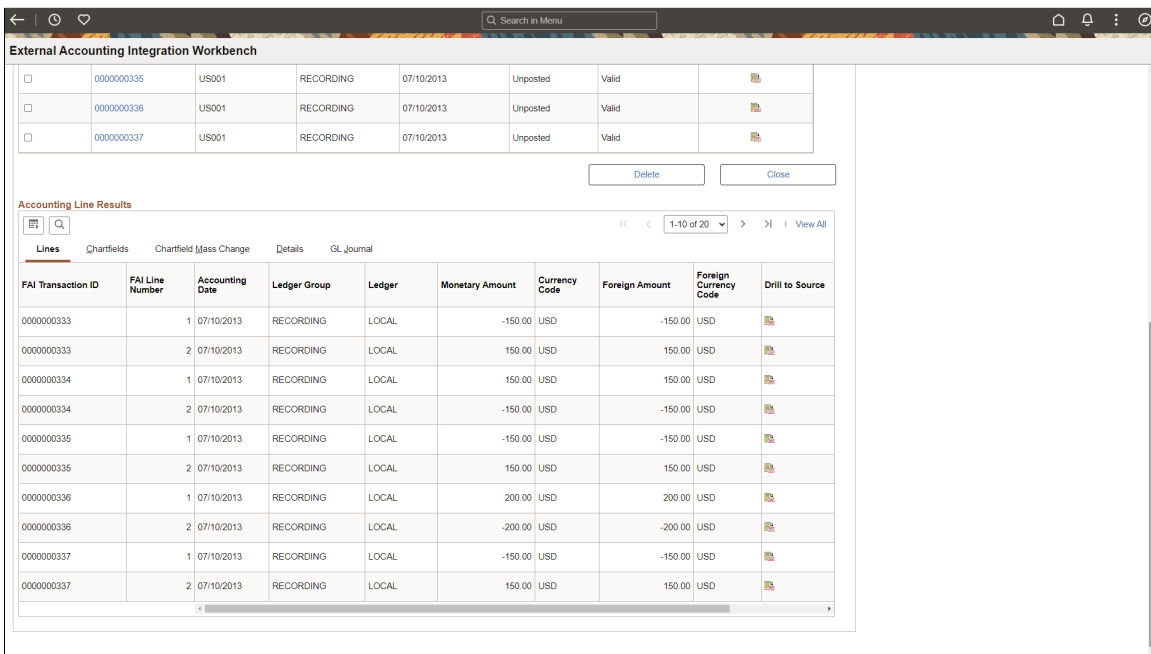 Search in Menu
External Accounting Integration Workbench
0000000335 US001 RECORDING 07/10/2013 Unposted Valid
0000000336 US001 RECORDING 07/10/2013 Unposted Valid
0000000337 US001 RECORDING 07/10/2013 Unposted Valid
Delete Close
Accounting Line Results
1-10 of 20 View All
Lines Chartfields Chartfield Mass Change Details GL Journal
FAI Transaction ID FAI Line Number Accounting Date Ledger Group Ledger Monetary Amount Currency Code Foreign Amount Foreign Currency Code Drill to Source
0000000333 1 07/10/2013 RECORDING LOCAL -150.00 USD -150.00 USD
0000000333 2 07/10/2013 RECORDING LOCAL 150.00 USD 150.00 USD
0000000334 1 07/10/2013 RECORDING LOCAL 150.00 USD 150.00 USD
0000000334 2 07/10/2013 RECORDING LOCAL -150.00 USD -150.00 USD
0000000335 1 07/10/2013 RECORDING LOCAL -150.00 USD -150.00 USD
0000000335 2 07/10/2013 RECORDING LOCAL 150.00 USD 150.00 USD
0000000336 1 07/10/2013 RECORDING LOCAL 200.00 USD 200.00 USD
0000000336 2 07/10/2013 RECORDING LOCAL -200.00 USD -200.00 USD
0000000337 1 07/10/2013 RECORDING LOCAL -150.00 USD -150.00 USD
0000000337 2 07/10/2013 RECORDING LOCAL 150.00 USD 150.00 USD